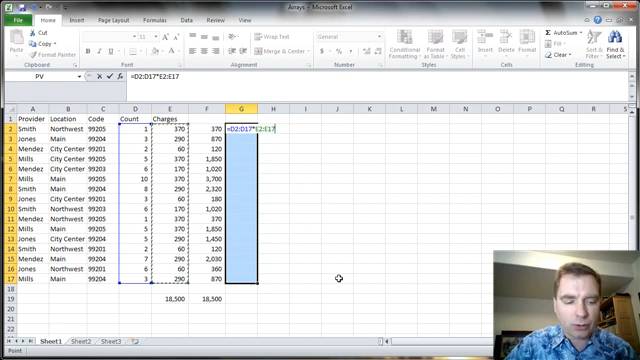 Arrays - Microsoft Excel
File Home Insert Page Layout Formulas Data Review View
Cut
Copy
Format Painter
Clipboard Font Alignment Number Styles Cells Editing
General
Conditional Formatting Format as Table Cell Styles
Insert Delete Format
AutoSum
Fill
Clear
Sort & Filter Find & Select
PV =D2:D17*E2:E17
A B C D E F G H I J K L M N O P Q R S
1 Provider Location Code Count Charges
2 Smith Northwest 99205 1 370 370 =D2:D17*E2:E17
3 Jones Main 99204 3 290 870
4 Mendez City Center 99201 2 60 120
5 Mills City Center 99205 5 370 1,850
6 Mendez City Center 99203 6 170 1,020
7 Mills Main 99205 10 370 3,700
8 Smith Main 99204 8 290 2,320
9 Jones City Center 99201 3 60 180
10 Smith Northwest 99203 6 170 1,020
11 Mendez Northwest 99205 1 370 370
12 Mills Main 99205 5 370 1,850
13 Jones City Center 99204 5 290 1,450
14 Smith Northwest 99201 2 60 120
15 Mendez Main 99204 7 290 2,030
16 Jones Northwest 99201 6 60 360
17 Mills Main 99204 3 290 870
18
19 18,500 18,500
20
21
22
Sheet1 Sheet2 Sheet3
Point